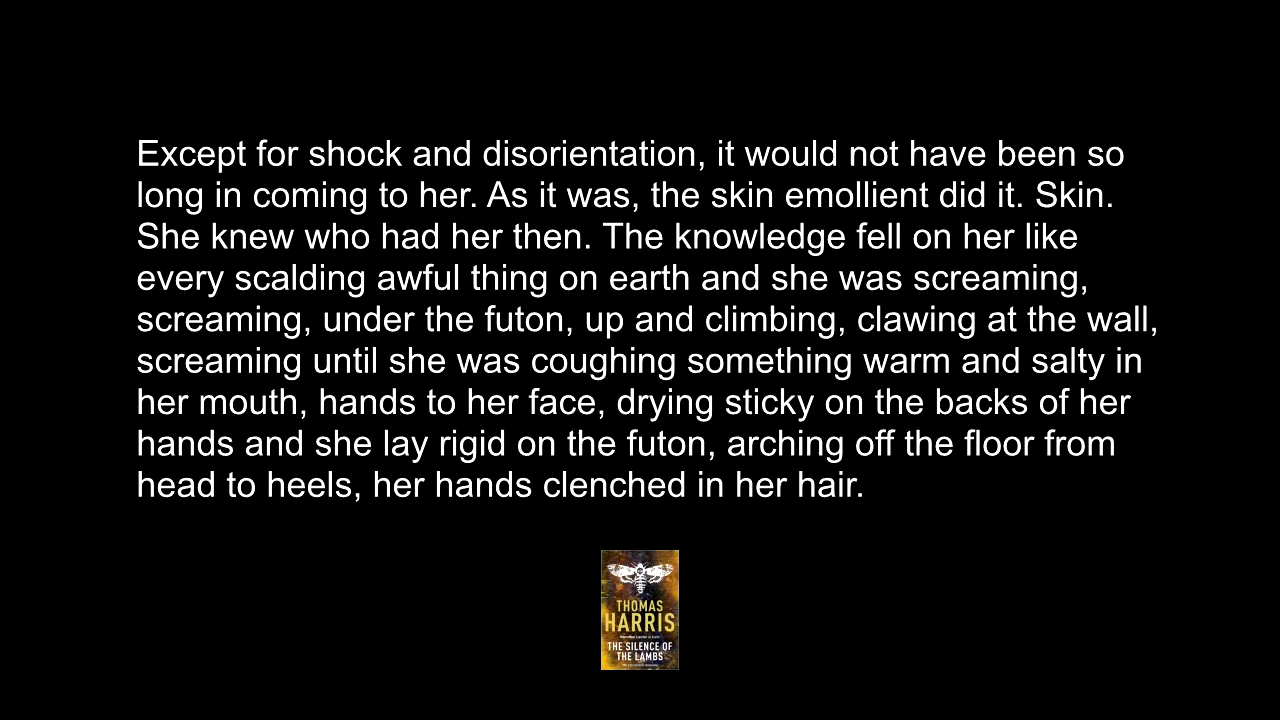 Except for shock and disorientation, it would not have been so
long in coming to her. As it was, the skin emollient did it. Skin.
She knew who had her then. The knowledge fell on her like
every scalding awful thing on earth and she was screaming,
screaming, under the futon, up and climbing, clawing at the wall,
screaming until she was coughing something warm and salty in
her mouth, hands to her face, drying sticky on the backs of her
hands and she lay rigid on the futon, arching off the floor from
head to heels, her hands clenched in her hair.
THOMAS
HARRIS
THE SILENCE OF
THE LAMBS